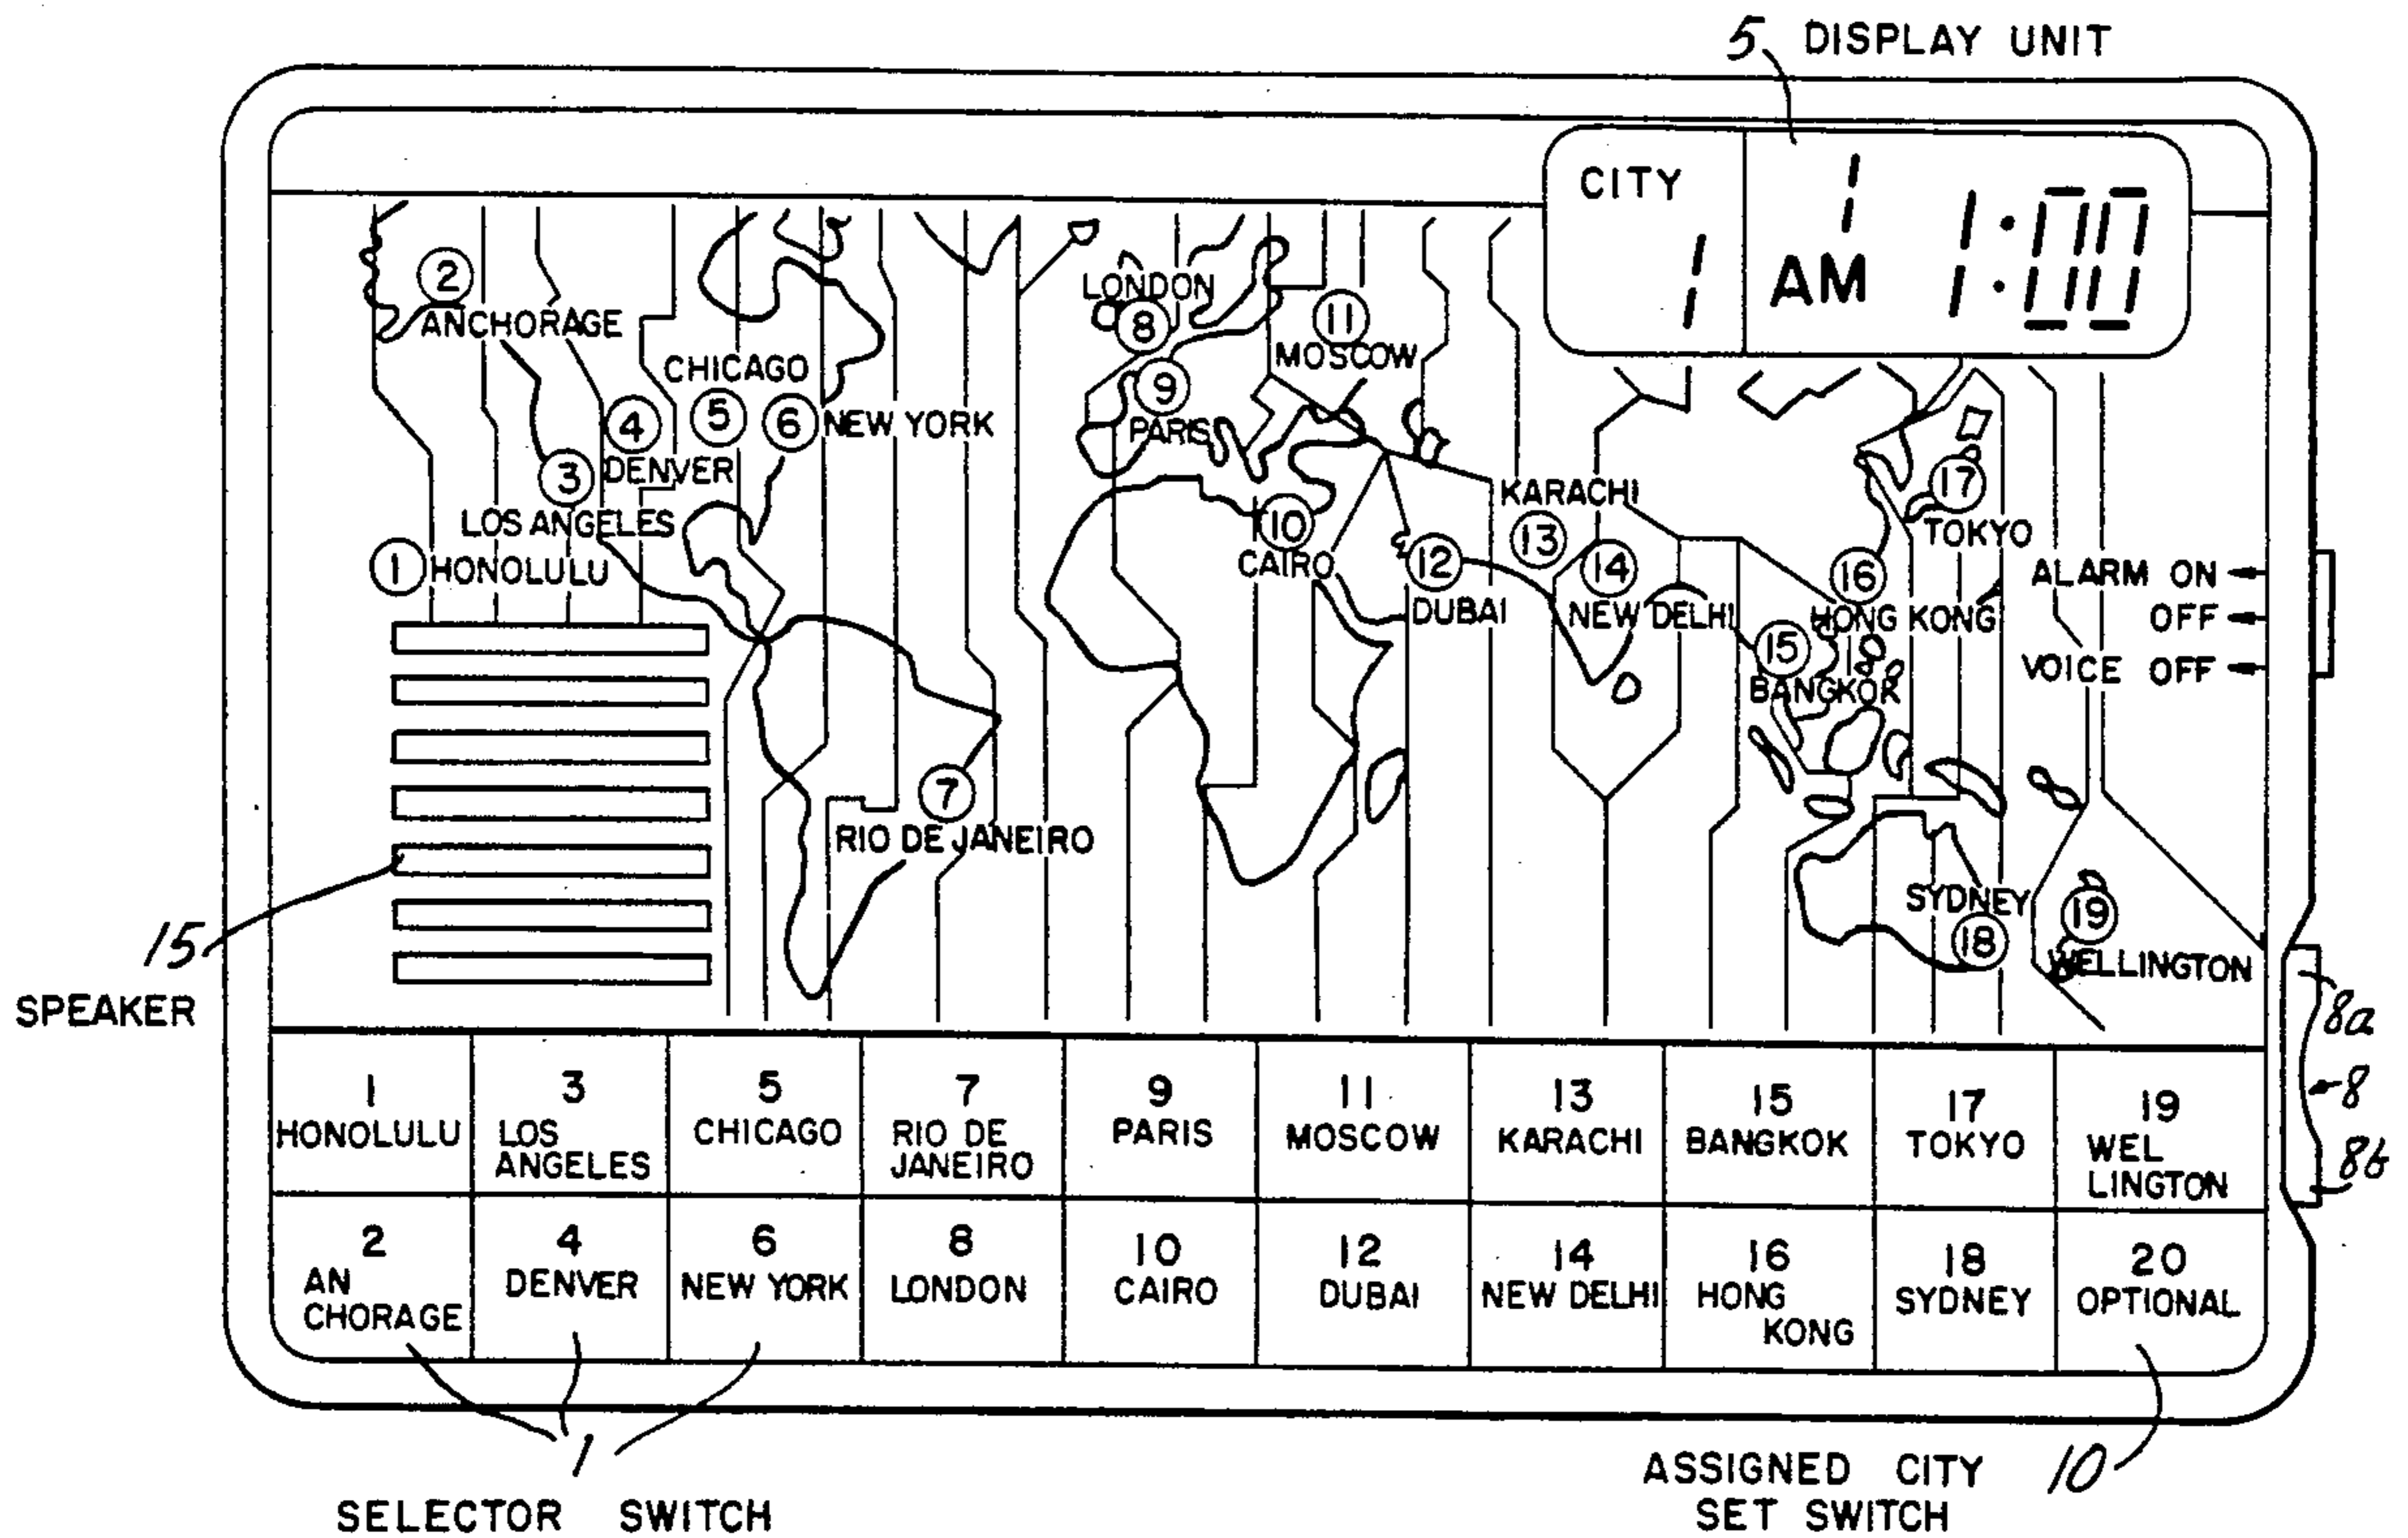 5 DISPLAY UNIT
CITY 1
1
AM 1:00
2
ANCHORAGE
LONDON
8
11
MOSCOW
CHICAGO
5
9
PARIS
4
DENVER
6 NEW YORK
3
LOS ANGELES
1 HONOLULU
10
CAIRO
KARACHI
13
12
DUBAI
14
NEW DELHI
17
TOKYO
16
HONG KONG
15
BANGKOK
ALARM ON
OFF
VOICE OFF
7
RIO DE JANEIRO
SYDNEY
18
19
WELLINGTON
15
SPEAKER
8a
8
8b
1
HONOLULU
3
LOS
ANGELES
5
CHICAGO
7
RIO DE
JANEIRO
9
PARIS
11
MOSCOW
13
KARACHI
15
BANGKOK
17
TOKYO
19
WEL
LINGTON
2
AN
CHORAGE
4
DENVER
6
NEW YORK
8
LONDON
10
CAIRO
12
DUBAI
14
NEW DELHI
16
HONG
KONG
18
SYDNEY
20
OPTIONAL
1
SELECTOR SWITCH
ASSIGNED CITY 10
SET SWITCH